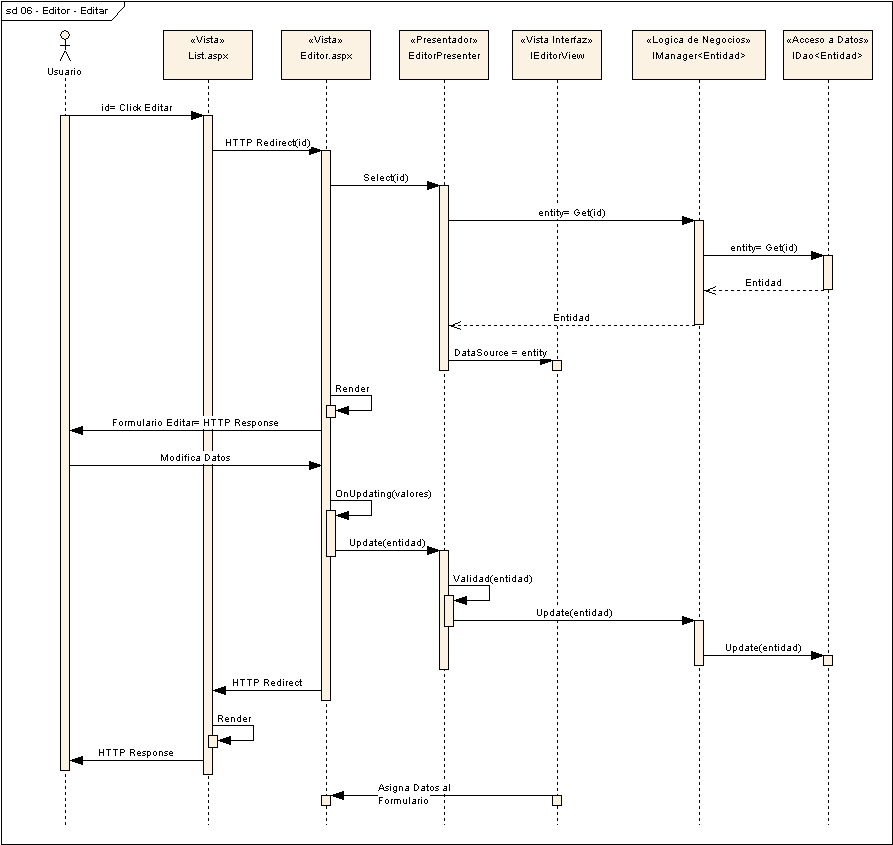 sd 06 - Editor - Editar
Usuario
«Vista»
List.aspx
«Vista»
Editor.aspx
«Presentador»
EditorPresenter
«Vista Interfaz»
IEditorView
«Logica de Negocios»
IManager<Entidad>
«Acceso a Datos»
IDao<Entidad>
id= Click Editar
HTTP Redirect(id)
Select(id)
entity= Get(id)
entity= Get(id)
Entidad
Entidad
DataSource = entity
Render
Formulario Editar= HTTP Response
Modifica Datos
OnUpdating(valores)
Update(entidad)
Validad(entidad)
Update(entidad)
Update(entidad)
HTTP Redirect
Render
HTTP Response
Asigna Datos al
Formulario